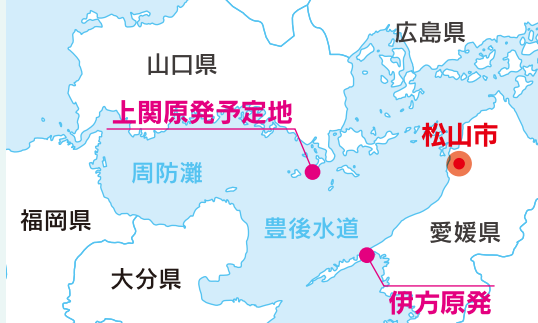 広島県
山口県
上関原発予定地
松山市
周防灘
福岡県
豊後水道
愛媛県
大分県
伊方原発